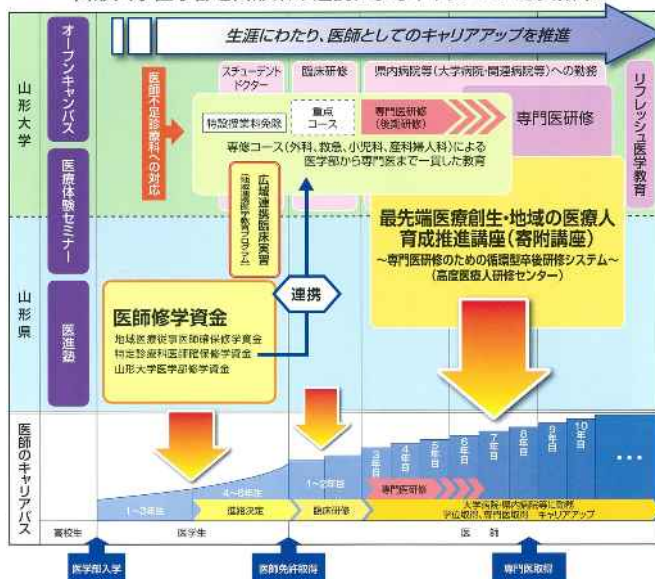 生涯にわたり、医師としてのキャリアアップを推進
山形大学
オープンキャンパス
医療体験セミナー
医進塾
山形県
医師のキャリアパス
医師不足診療科への対応
スチューデント
ドクター
臨床研修
県内病院等(大学病院・関連病院等)への勤務
リフレッシュ医学教育
特設授業料免除
重点
コース
専門医研修
(後期研修)
専門医研修
専修コース(外科、救急、小児科、産科婦人科)による
医学部から専門医まで一貫した教育
広域連携臨床実習
(地域連携医学教育プログラム)
最先端医療創生・地域の医療人
育成推進講座(寄附講座)
~専門医研修のための循環型卒後研修システム~
(高度医療人研修センター)
連携
医師修学資金
地域医療従事医師確保修学資金
特定診療科医師確保修学資金
山形大学医学部修学資金
1~3年生
4~6年生
1~2年目
3年目
4年目
5年目
6年目
7年目
8年目
9年目
10年目
…
進路決定
臨床研修
専門医研修
大学病院・県内病院等に勤務
学位取得、専門医取得 キャリアアップ
高校生
医学生
医師
医学部入学
医師免許取得
専門医取得